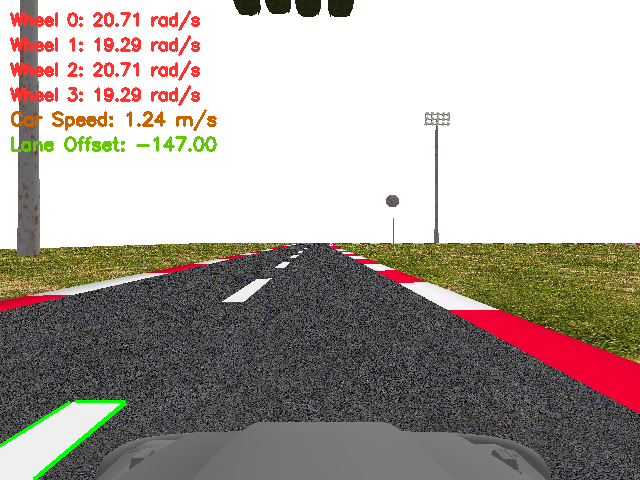 Wheel 0: 20.71 rad/s
Wheel 1: 19.29 rad/s
Wheel 2: 20.71 rad/s
Wheel 3: 19.29 rad/s
Car Speed: 1.24 m/s
Lane Offset: -147.00